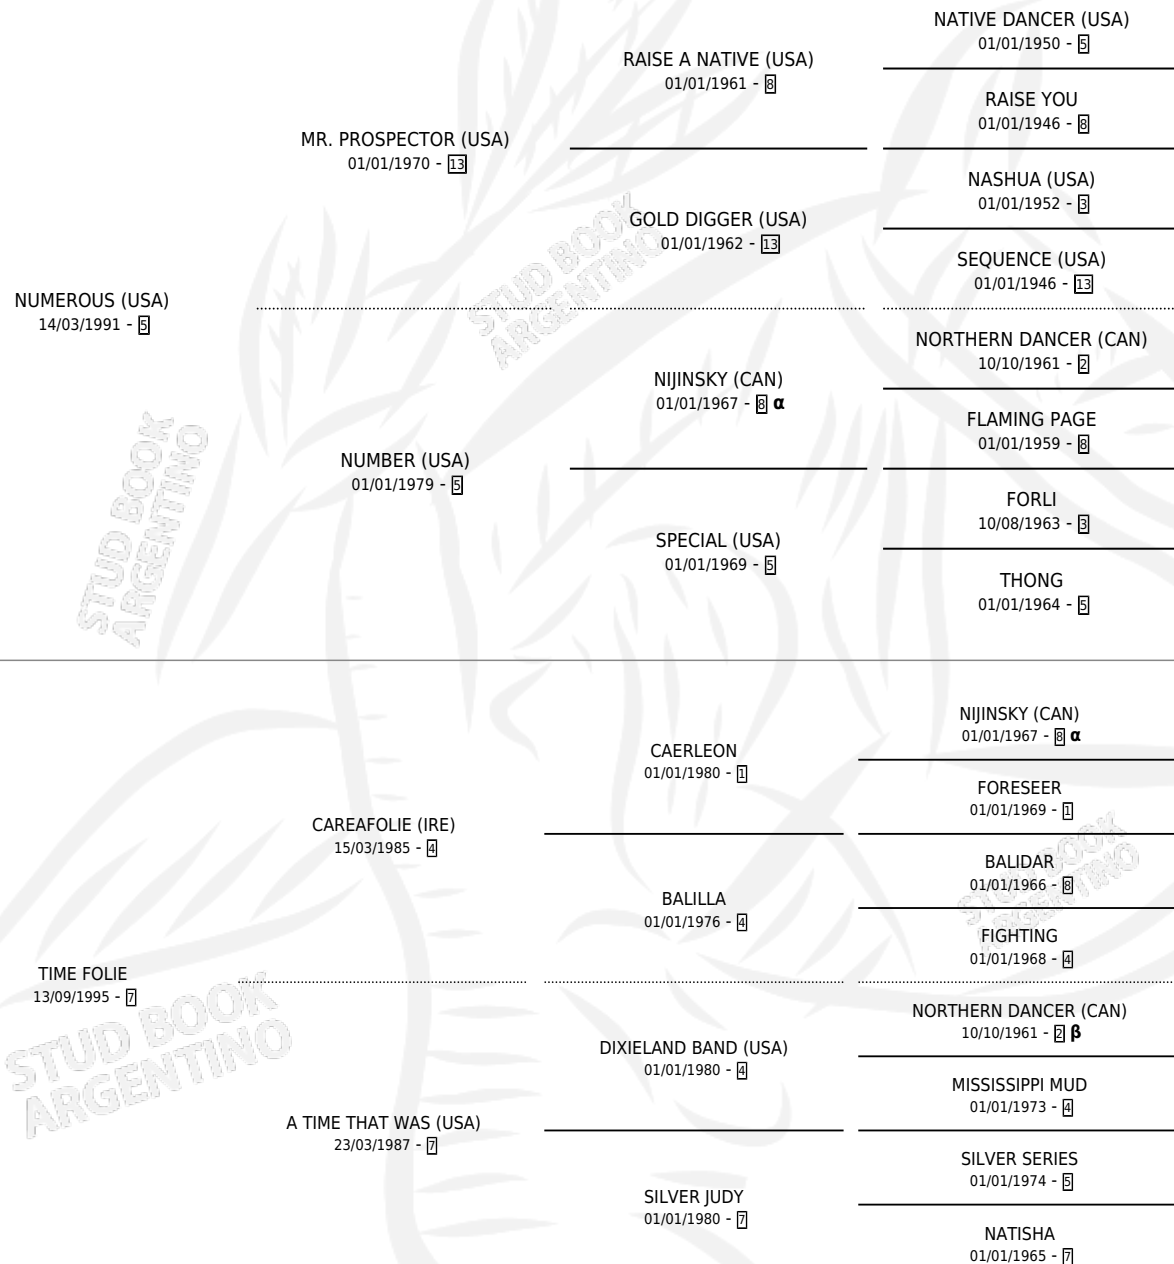 NATIVE DANCER (USA)
01/01/1950 - 5
RAISE A NATIVE (USA)
01/01/1961 - 8
RAISE YOU
01/01/1946 - 8
MR. PROSPECTOR (USA)
01/01/1970 - 13
NASHUA (USA)
01/01/1952 - 3
GOLD DIGGER (USA)
01/01/1962 - 13
SEQUENCE (USA)
01/01/1946 - 13
NUMEROUS (USA)
14/03/1991 - 5
NORTHERN DANCER (CAN)
10/10/1961 - 2
NIJINSKY (CAN)
01/01/1967 - 8 α
FLAMING PAGE
01/01/1959 - 8
NUMBER (USA)
01/01/1979 - 5
FORLI
10/08/1963 - 3
SPECIAL (USA)
01/01/1969 - 5
THONG
01/01/1964 - 5
NIJINSKY (CAN)
01/01/1967 - 8 α
CAERLEON
01/01/1980 - 1
FORESEER
01/01/1969 - 1
CAREAFOLIE (IRE)
15/03/1985 - 4
BALIDAR
01/01/1966 - 8
BALILLA
01/01/1976 - 4
FIGHTING
01/01/1968 - 4
TIME FOLIE
13/09/1995 - 7
NORTHERN DANCER (CAN)
10/10/1961 - 2 β
DIXIELAND BAND (USA)
01/01/1980 - 4
MISSISSIPPI MUD
01/01/1973 - 4
A TIME THAT WAS (USA)
23/03/1987 - 7
SILVER SERIES
01/01/1974 - 5
SILVER JUDY
01/01/1980 - 7
NATISHA
01/01/1965 - 7
STUD BOOK
ARGENTINO
STUD BOOK
ARGENTINO
STUD BOOK
ARGENTINO
STUD BOOK
ARGENTINO